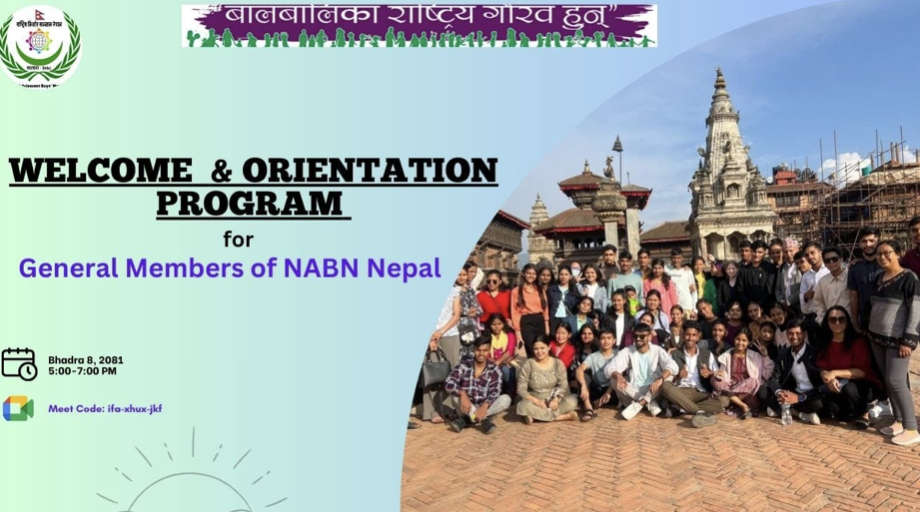 “बालबालिका राष्ट्रिय गौरव हुन्”
WELCOME & ORIENTATION
PROGRAM
for
General Members of NABN Nepal
Bhadra 8, 2081
5:00-7:00 PM
Meet Code: ifa-xhux-jkf